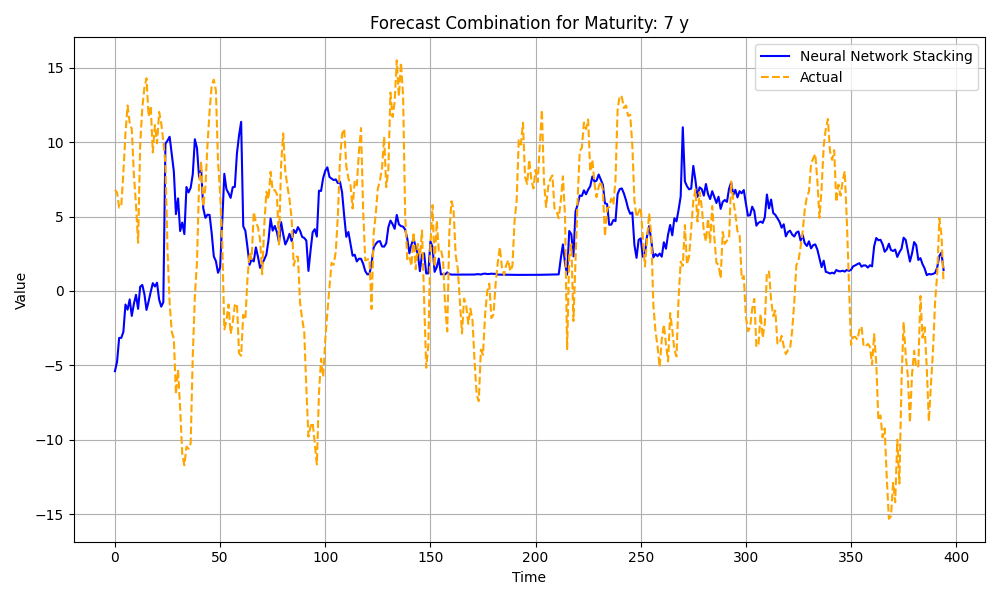 Forecast Combination for Maturity: 7 y
Neural Network Stacking
Actual
Value
15
10
5
0
−5
−10
−15
0 50 100 150 200 250 300 350 400
Time